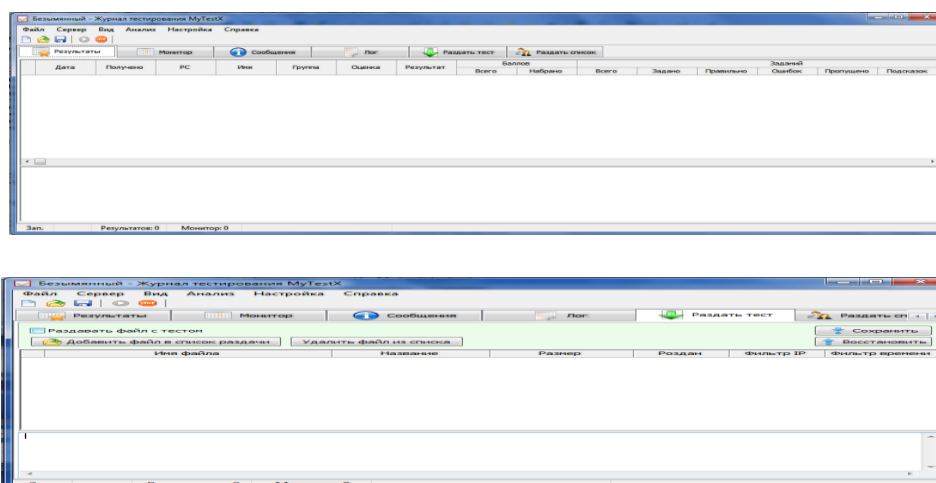 Безымянный - Журнал тестирования MyTestX
Файл Сервер Вид Анализ Настройка Справка
Результаты Монитор Сообщения Лог Раздать тест Раздать список
Баллов Заданий
Дата Получено PC Имя Группа Оценка Результат Всего Набрано Всего Задано Правильно Ошибок Пропущено Подсказок
Зап. Результатов: 0 Монитор: 0
Безымянный - Журнал тестирования MyTestX
Файл Сервер Вид Анализ Настройка Справка
Результаты Монитор Сообщения Лог Раздать тест Раздать сп
Раздавать файл с тестом Сохранить
Добавить файл в список раздачи Удалить файл из списка Восстановить
Имя файла Название Размер Роздан Фильтр IP Фильтр времени